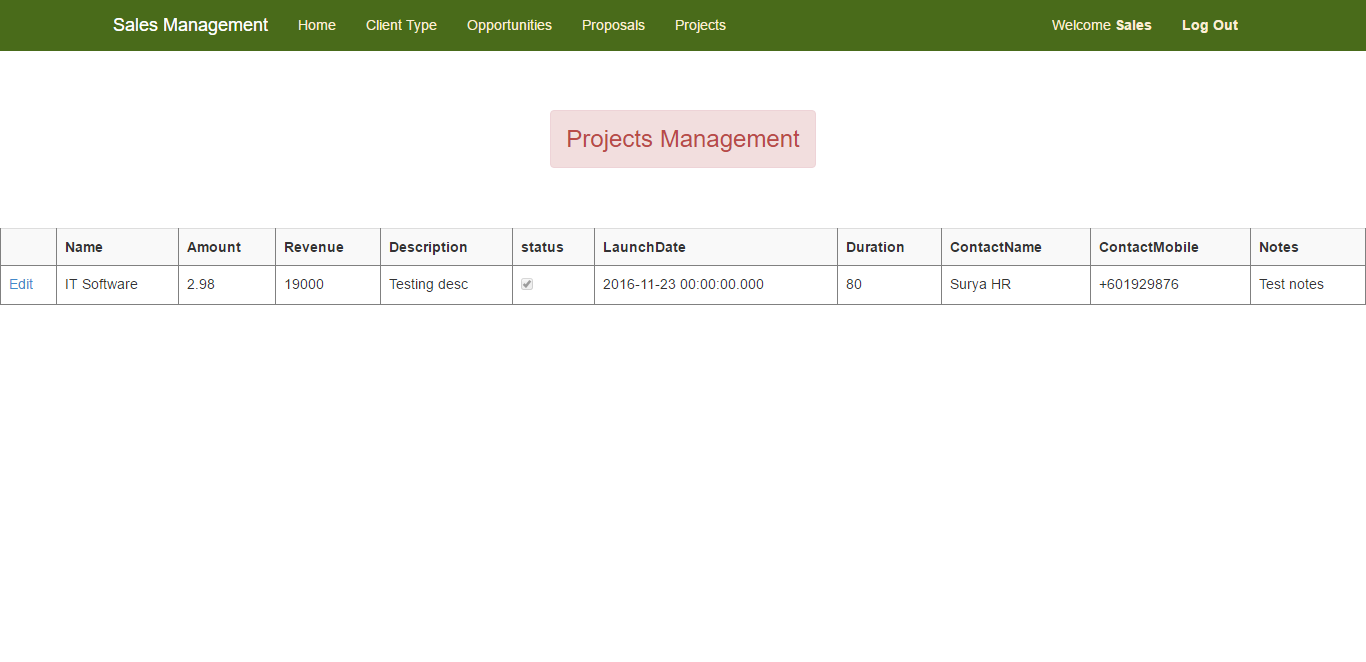 Sales Management Home Client Type Opportunities Proposals Projects Welcome Sales Log Out
Projects Management
Name Amount Revenue Description status LaunchDate Duration ContactName ContactMobile Notes
Edit IT Software 2.98 19000 Testing desc 2016-11-23 00:00:00.000 80 Surya HR +601929876 Test notes